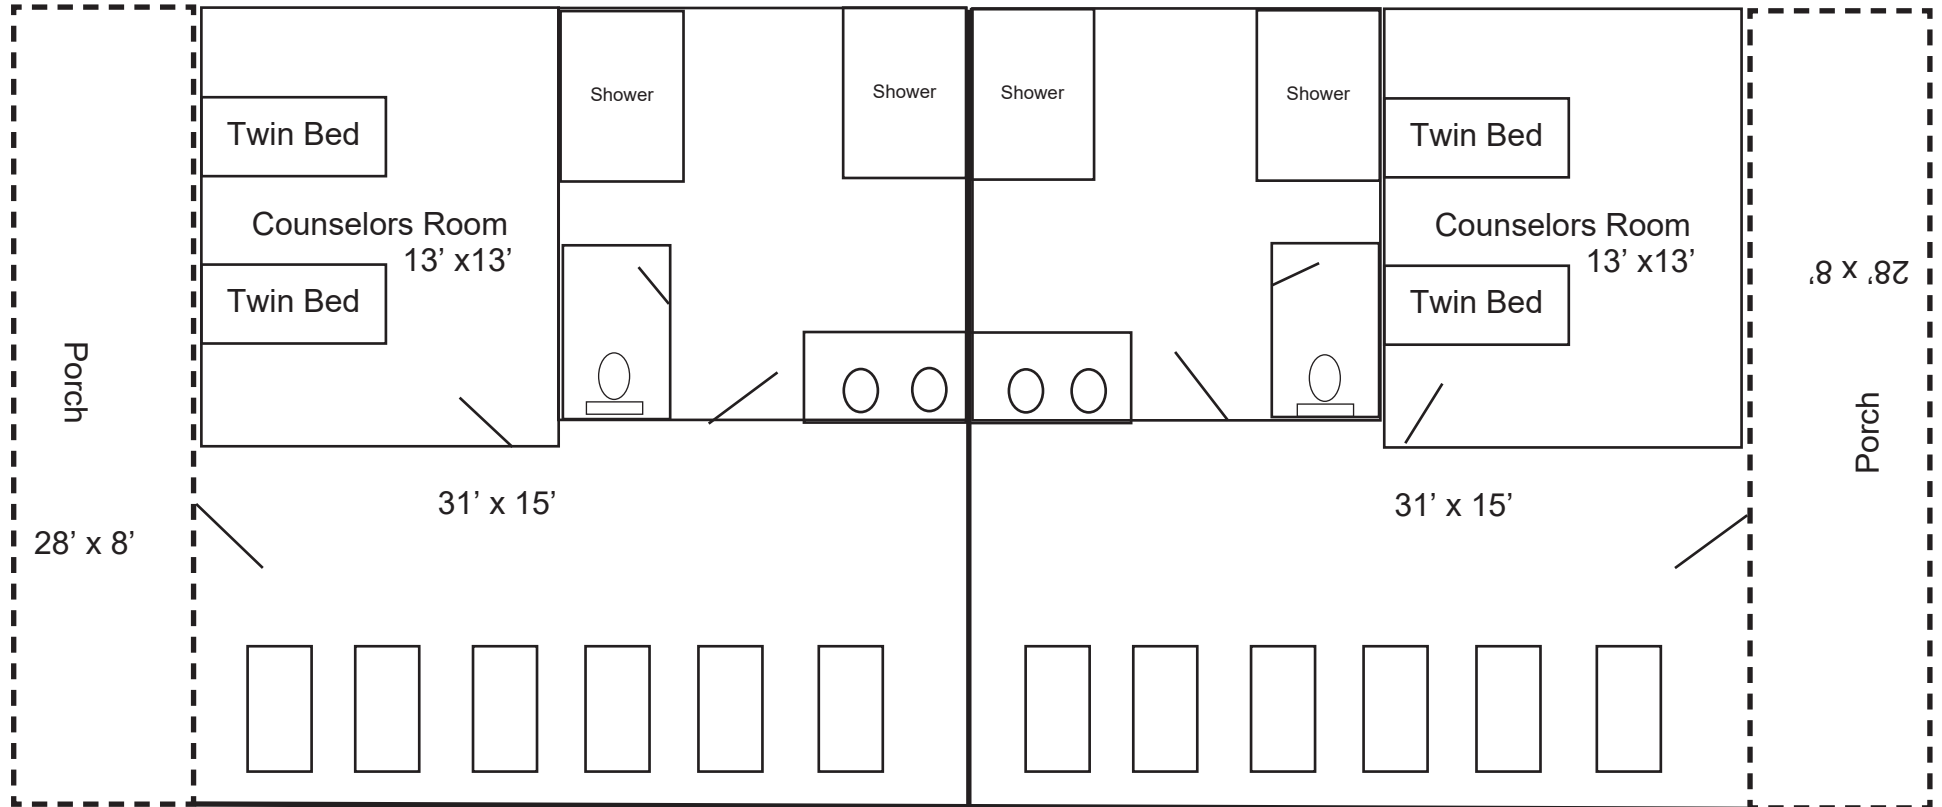 Shower
Shower
Shower
Shower
Twin Bed
Twin Bed
Counselors Room
13’ x13’
Counselors Room
13’ x13’
28’ x 8’
Twin Bed
Twin Bed
Porch
Porch
31’ x 15’
31’ x 15’
28’ x 8’